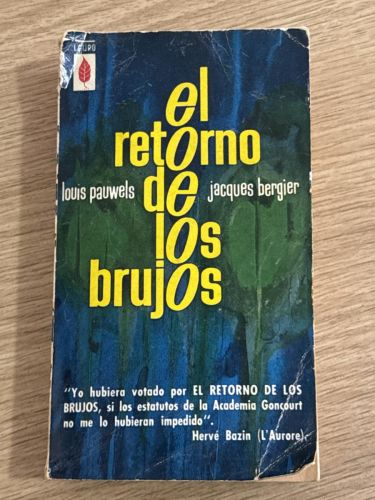 LAURO
el
retorno
louis pauwels de jacques bergier
los
brujos
"Yo hubiera votado por EL RETORNO DE LOS
BRUJOS, si los estatutos de la Academia Goncourt
no me lo hubieran impedido".
Hervé Bazin (L'Aurore).